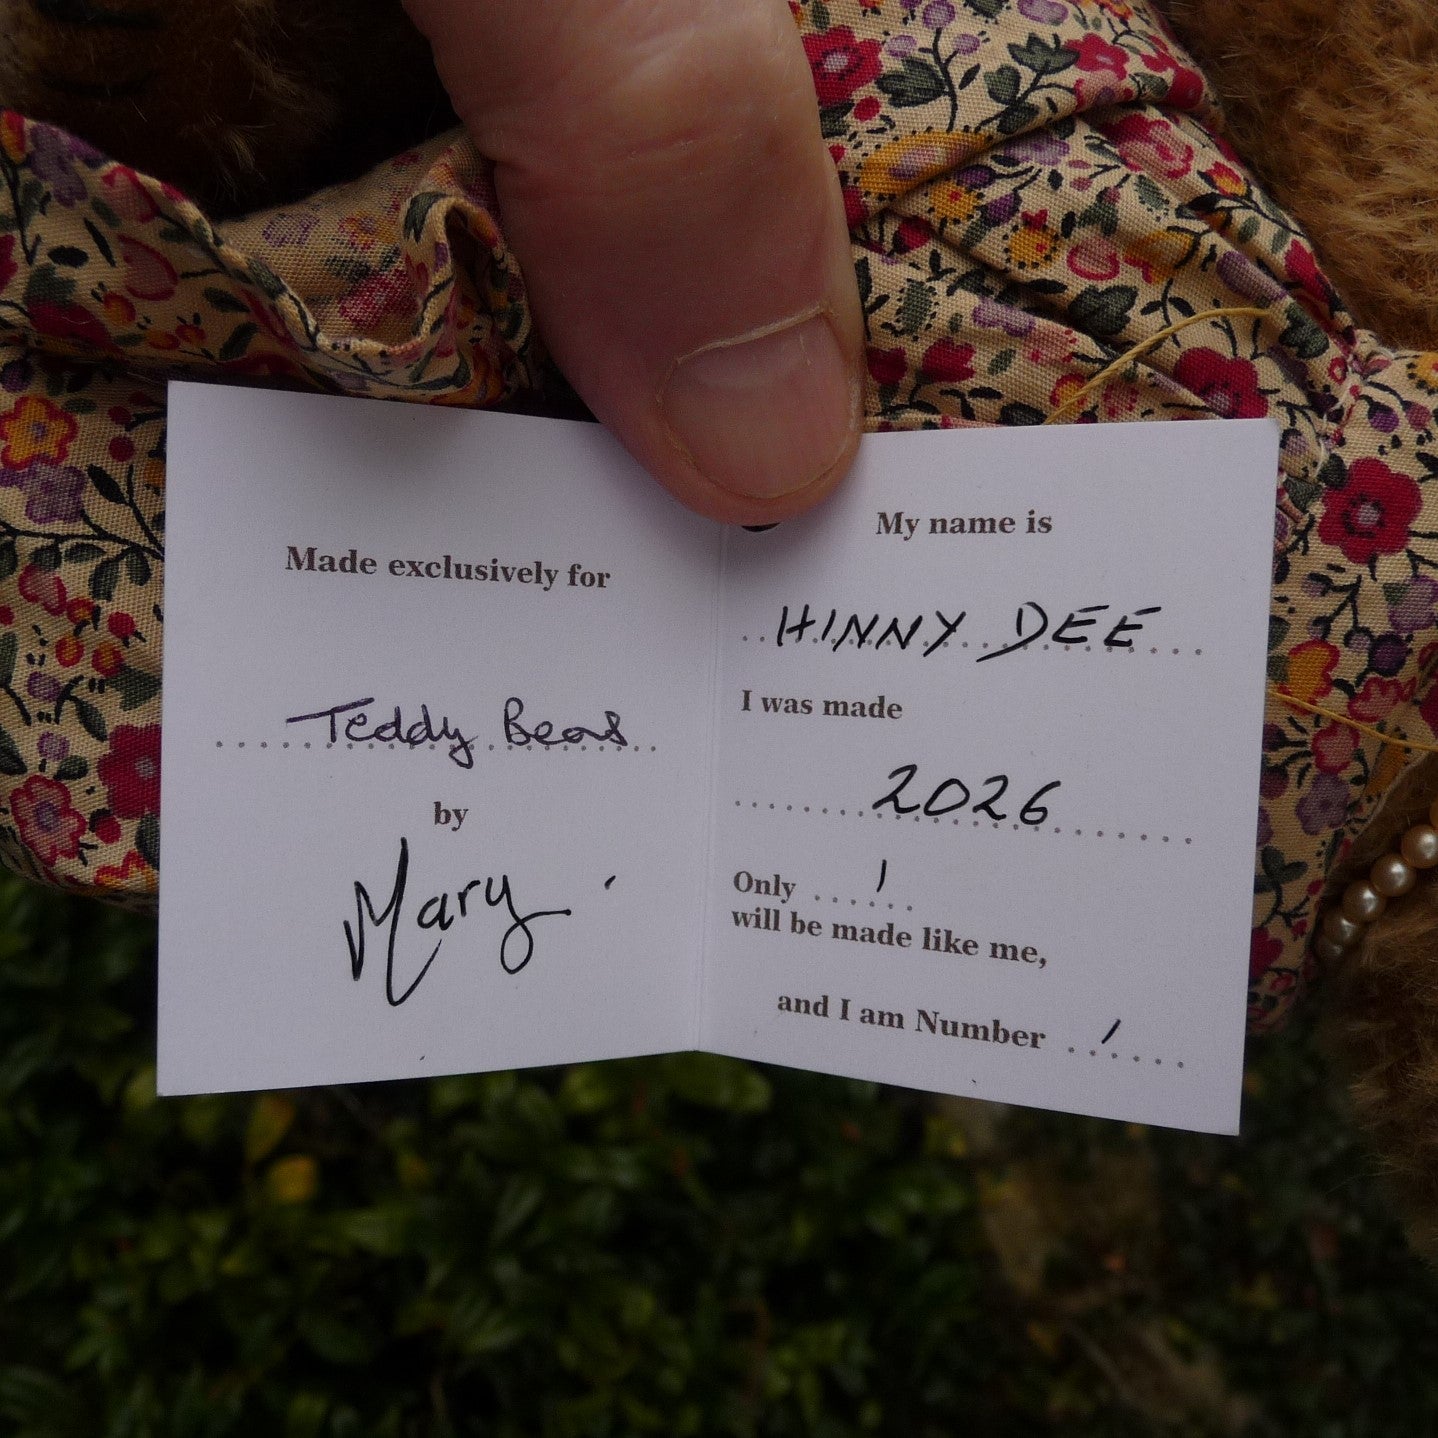 Made exclusively for
Teddy Bears
by
Mary
My name is
HINNY DEE
I was made
2026
Only 1
will be made like me,
and I am Number 1